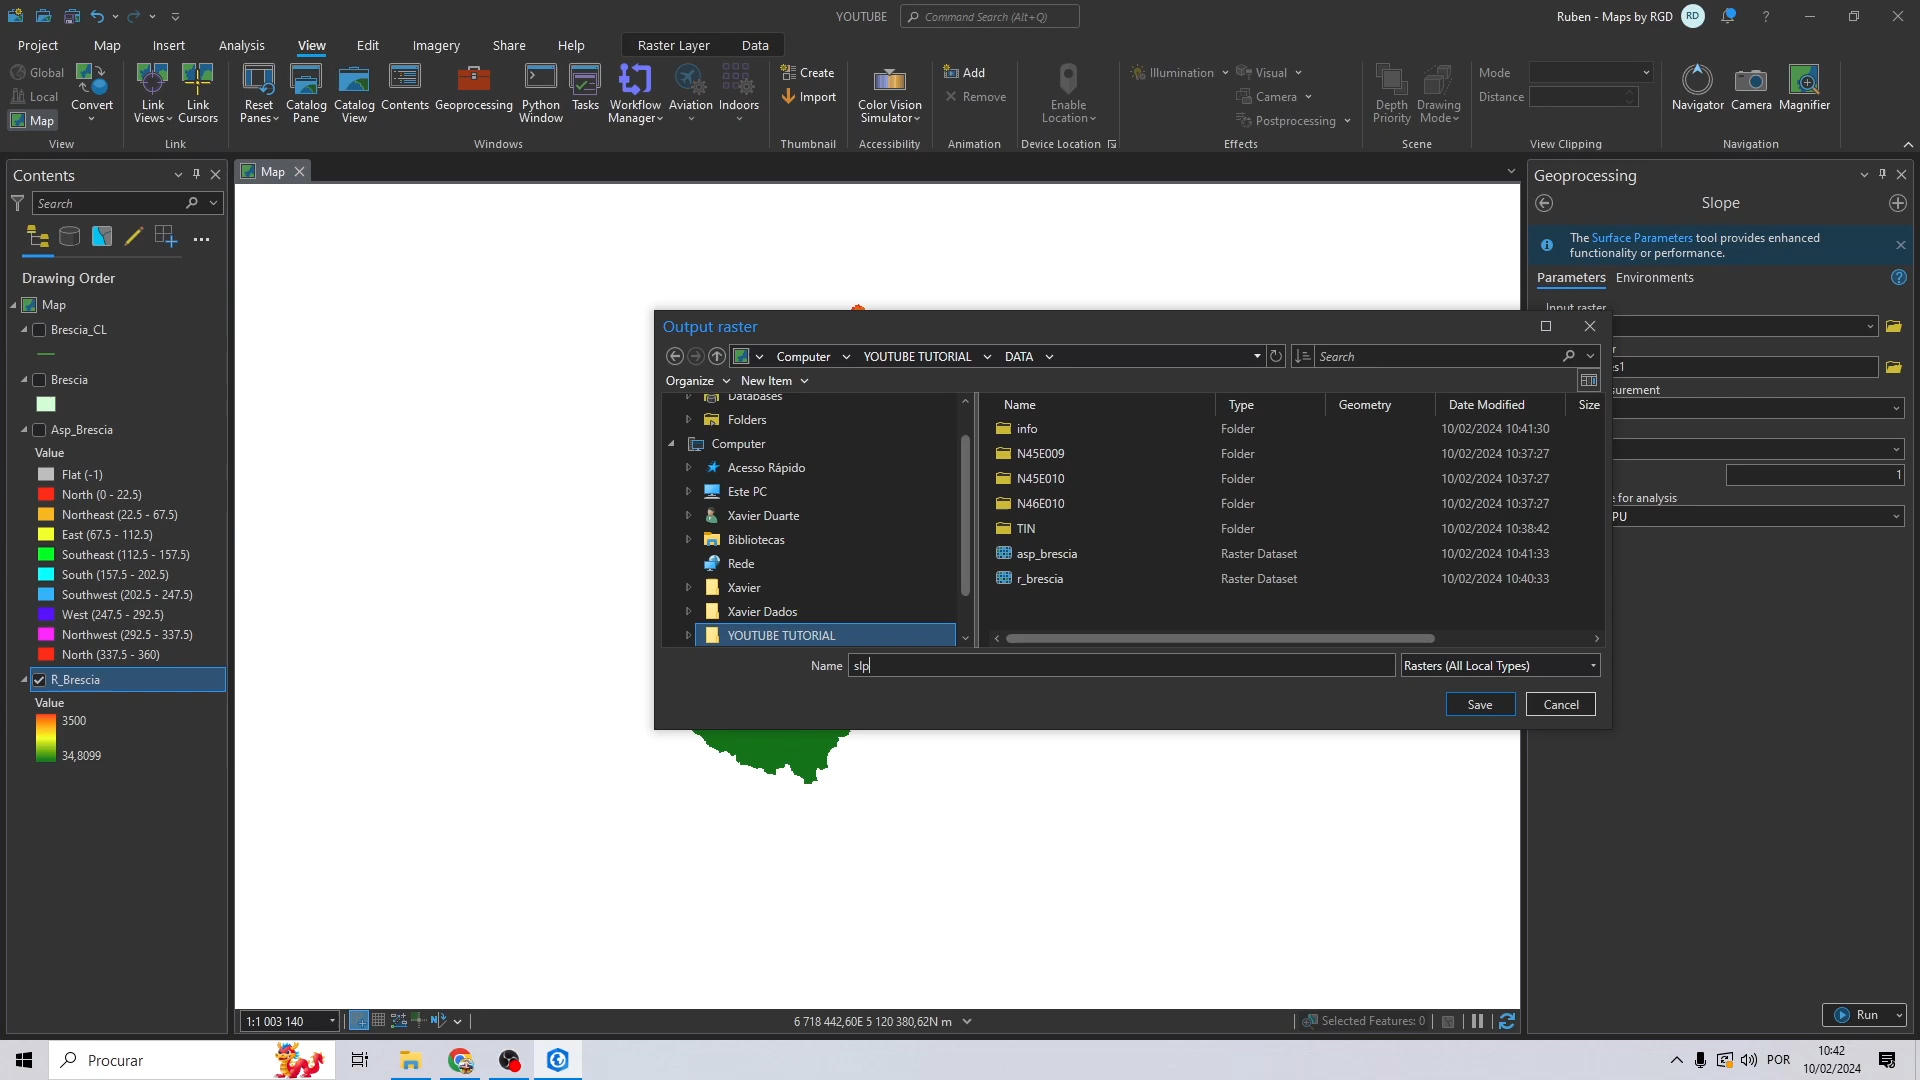 YOUTUBE
Command Search (Alt+Q)
Ruben - Maps by RGD
RD
?
Project
Map
Insert
Analysis
View
Edit
Imagery
Share
Help
Raster Layer
Data
Global
Local
Map
Convert
Link Views
Link Cursors
Reset Panes
Catalog Pane
Catalog View
Contents
Geoprocessing
Python Window
Tasks
Workflow Manager
Aviation
Indoors
Create
Import
Color Vision Simulator
Add
Remove
Enable Location
Illumination
Visual
Camera
Postprocessing
Depth Priority
Drawing Mode
Mode
Distance
Navigator
Camera
Magnifier
View
Link
Windows
Thumbnail
Accessibility
Animation
Device Location
Effects
Scene
View Clipping
Navigation
Contents
Search
Drawing Order
Map
Brescia_CL
Brescia
Asp_Brescia
Value
Flat (-1)
North (0 - 22.5)
Northeast (22.5 - 67.5)
East (67.5 - 112.5)
Southeast (112.5 - 157.5)
South (157.5 - 202.5)
Southwest (202.5 - 247.5)
West (247.5 - 292.5)
Northwest (292.5 - 337.5)
North (337.5 - 360)
R_Brescia
Value
3500
34,8099
Map
Output raster
Computer
YOUTUBE TUTORIAL
DATA
Search
Organize
New Item
Databases
Folders
Computer
Acesso Rápido
Este PC
Xavier Duarte
Bibliotecas
Rede
Xavier
Xavier Dados
YOUTUBE TUTORIAL
Name Type Geometry Date Modified Size
info Folder 10/02/2024 10:41:30
N45E009 Folder 10/02/2024 10:37:27
N45E010 Folder 10/02/2024 10:37:27
N46E010 Folder 10/02/2024 10:37:27
TIN Folder 10/02/2024 10:38:42
asp_brescia Raster Dataset 10/02/2024 10:41:33
r_brescia Raster Dataset 10/02/2024 10:40:33
Name slp
Rasters (All Local Types)
Save
Cancel
Geoprocessing
Slope
The Surface Parameters tool provides enhanced
functionality or performance.
Parameters
Environments
?
Input raster
r
s1
surement
1
e for analysis
PU
Run
1:1 003 140
6 718 442,60E 5 120 380,62N m
Selected Features: 0
Procurar
POR
10:42
10/02/2024